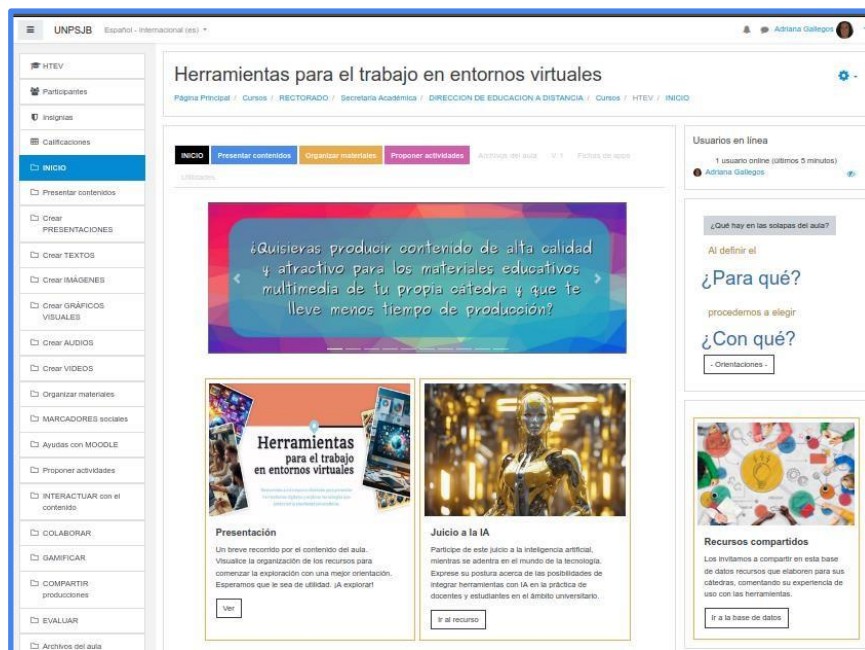 UNPSJB Español - Internacional (es)
Adriana Gallegos
HTEV
Participantes
Insignias
Calificaciones
INICIO
Presentar contenidos
Crear
PRESENTACIONES
Crear TEXTOS
Crear IMÁGENES
Crear GRÁFICOS
VISUALES
Crear AUDIOS
Crear VIDEOS
Organizar materiales
MARCADORES sociales
Ayudas con MOODLE
Proponer actividades
INTERACTUAR con el
contenido
COLABORAR
GAMIFICAR
COMPARTIR
producciones
EVALUAR
Archivos del aula
Herramientas para el trabajo en entornos virtuales
Página Principal / Cursos / RECTORADO / Secretaría Académica / DIRECCION DE EDUCACION A DISTANCIA / Cursos / HTEV / INICIO
INICIO Presentar contenidos Organizar materiales Proponer actividades Archivos del aula V. 1 Fichas de apps
Utilidades
¿Quisieras producir contenido de alta calidad
y atractivo para los materiales educativos
multimedia de tu propia cátedra y que te
lleve menos tiempo de producción?
Herramientas
para el trabajo
en entornos virtuales
Presentación
Un breve recorrido por el contenido del aula.
Visualice la organización de los recursos para
comenzar la exploración con una mejor orientación.
Esperamos que le sea de utilidad. ¡A explorar!
Ver
Juicio a la IA
Participe de este juicio a la inteligencia artificial,
mientras se adentra en el mundo de la tecnología.
Exprese su postura acerca de las posibilidades de
integrar herramientas con IA en la práctica de
docentes y estudiantes en el ámbito universitario.
Ir al recurso
Usuarios en línea
1 usuario online (últimos 5 minutos)
Adriana Gallegos
¿Qué hay en las solapas del aula?
Al definir el
¿Para qué?
procedemos a elegir
¿Con qué?
- Orientaciones -
Recursos compartidos
Los invitamos a compartir en esta base
de datos recursos que elaboren para sus
cátedras, comentando su experiencia de
uso con las herramientas.
Ir a la base de datos